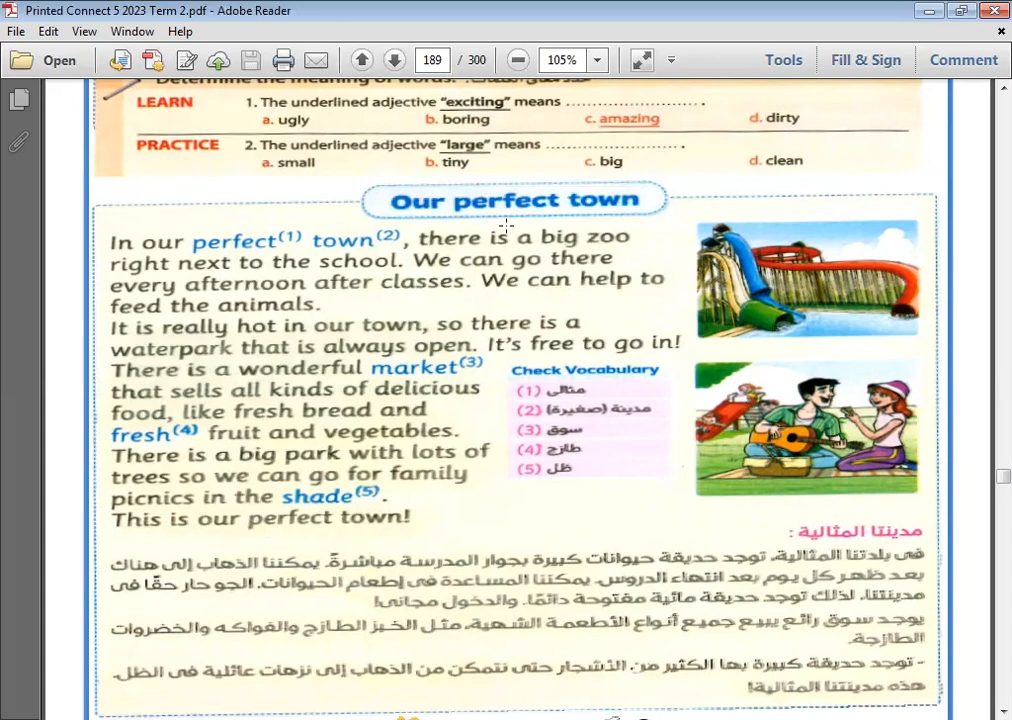 Printed Connect 5 2023 Term 2.pdf - Adobe Reader
File Edit View Window Help
Open 189 / 300 105% Tools Fill & Sign Comment
Determine the meaning of words:
LEARN 1. The underlined adjective "exciting" means ........................ .
a. ugly b. boring c. amazing d. dirty
PRACTICE 2. The underlined adjective "large" means ........................ .
a. small b. tiny c. big d. clean
Our perfect town
In our perfect(1) town(2), there is a big zoo
right next to the school. We can go there
every afternoon after classes. We can help to
feed the animals.
It is really hot in our town, so there is a
waterpark that is always open. It's free to go in!
There is a wonderful market(3)
that sells all kinds of delicious
food, like fresh bread and
fresh(4) fruit and vegetables.
There is a big park with lots of
trees so we can go for family
picnics in the shade(5).
This is our perfect town!
Check Vocabulary
(1) مثالى
(2) مدينة (صغيرة)
(3) سوق
(4) طازج
(5) ظل
مدينتنا المثالية :
فى بلدتنا المثالية، توجد حديقة حيوانات كبيرة بجوار المدرسة مباشرةً. يمكننا الذهاب إلى هناك
بعد ظهر كل يوم بعد انتهاء الدروس. يمكننا المساعدة فى إطعام الحيوانات. الجو حار حقًا فى
مدينتنا، لذلك توجد حديقة مائية مفتوحة دائمًا. والدخول مجانى!
يوجد سوق رائع يبيع جميع أنواع الأطعمة الشهية، مثل الخبز الطازج والفواكه والخضروات
الطازجة.
- توجد حديقة كبيرة بها الكثير من الأشجار حتى نتمكن من الذهاب إلى نزهات عائلية فى الظل.
هذه مدينتنا المثالية!